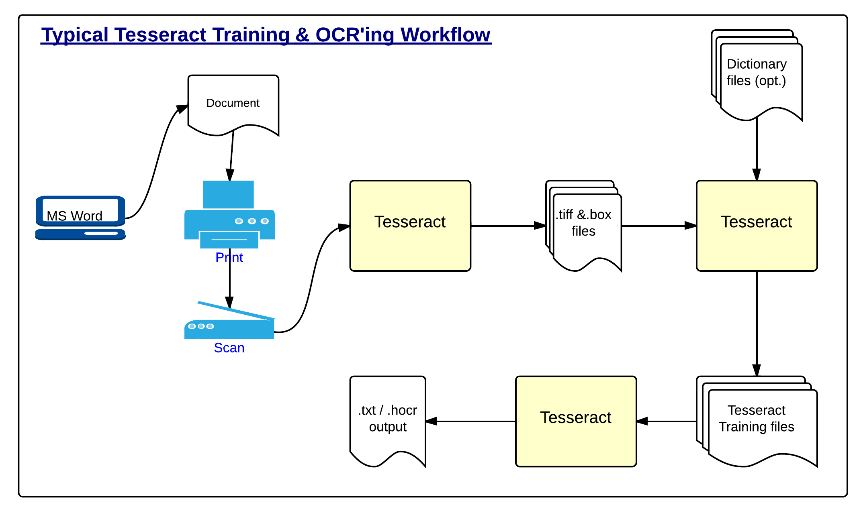 Typical Tesseract Training & OCR'ing Workflow
Document
Dictionary
files (opt.)
MS Word
Print
Scan
Tesseract
.tiff &.box
files
Tesseract
.txt / .hocr
output
Tesseract
Tesseract
Training files